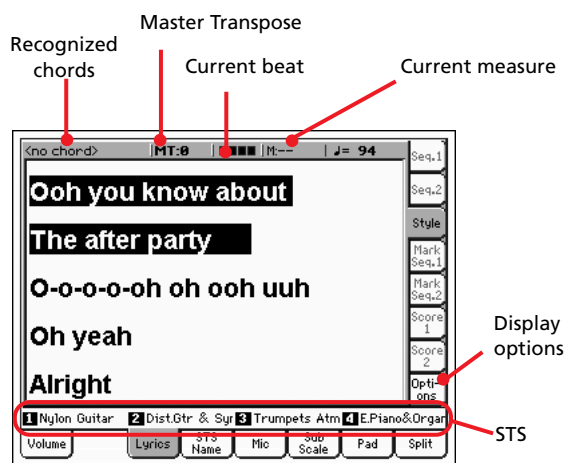 Master Transpose
Recognized
chords
Current beat
Current measure
<no chord> MT:0 M:-- ♩= 94
Seq.1
Ooh you know about
Seq.2
Style
The after party
Mark
Seq.1
O-o-o-o-oh oh ooh uuh
Mark
Seq.2
Score
1
Oh yeah
Score
2
Display
options
Alright
Opti-
ons
1 Nylon Guitar 2 Dist.Gtr & Syr 3 Trumpets Atm 4 E.Piano&Organ
STS
Volume
Lyrics
STS
Name
Mic
Sub
Scale
Pad
Split